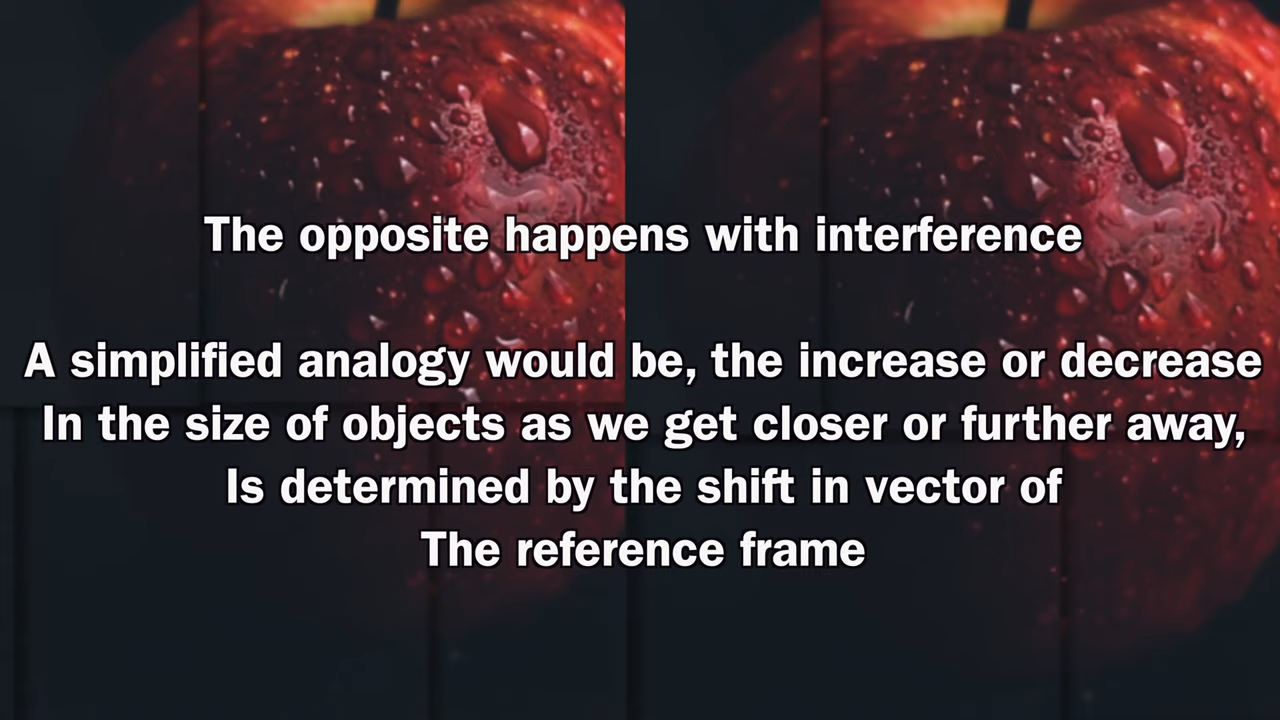 The opposite happens with interference
A simplified analogy would be, the increase or decrease
In the size of objects as we get closer or further away,
Is determined by the shift in vector of
The reference frame